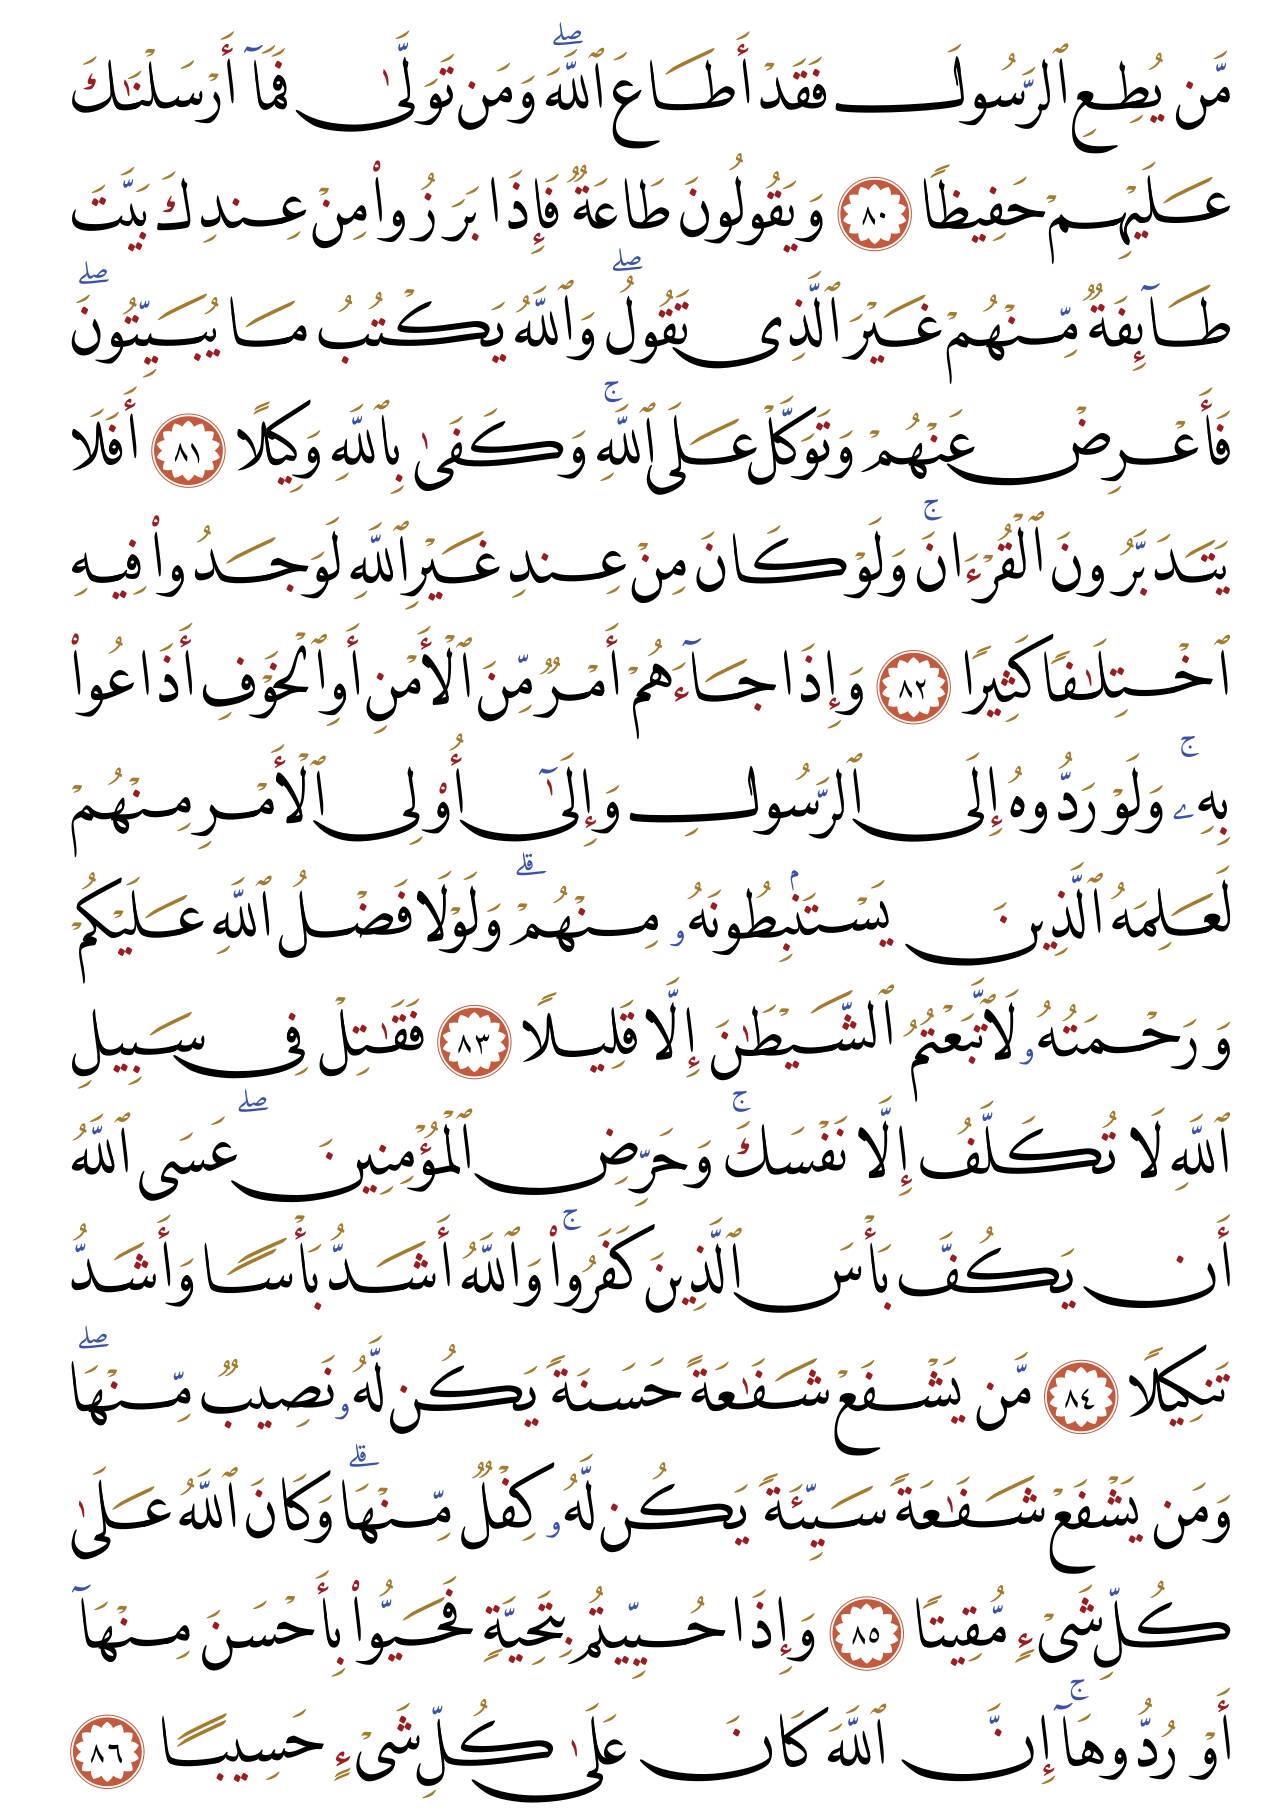 مَّن يُطِعِ ٱلرَّسُولَ فَقَدْ أَطَاعَ ٱللَّهَۖ وَمَن تَوَلَّىٰ فَمَآ أَرْسَلْنَٰكَ
عَلَيْهِمْ حَفِيظًا ٨٠ وَيَقُولُونَ طَاعَةٌ فَإِذَا بَرَزُوا۟ مِنْ عِندِكَ بَيَّتَ
طَآئِفَةٌ مِّنْهُمْ غَيْرَ ٱلَّذِى تَقُولُۖ وَٱللَّهُ يَكْتُبُ مَا يُبَيِّتُونَۖ
فَأَعْرِضْ عَنْهُمْ وَتَوَكَّلْ عَلَى ٱللَّهِۚ وَكَفَىٰ بِٱللَّهِ وَكِيلًا ٨١ أَفَلَا
يَتَدَبَّرُونَ ٱلْقُرْءَانَۚ وَلَوْ كَانَ مِنْ عِندِ غَيْرِ ٱللَّهِ لَوَجَدُوا۟ فِيهِ
ٱخْتِلَٰفًا كَثِيرًا ٨٢ وَإِذَا جَآءَهُمْ أَمْرٌ مِّنَ ٱلْأَمْنِ أَوِ ٱلْخَوْفِ أَذَاعُوا۟
بِهِۦۚ وَلَوْ رَدُّوهُ إِلَى ٱلرَّسُولِ وَإِلَىٰٓ أُو۟لِى ٱلْأَمْرِ مِنْهُمْ
لَعَلِمَهُ ٱلَّذِينَ يَسْتَنۢبِطُونَهُۥ مِنْهُمْۗ وَلَوْلَا فَضْلُ ٱللَّهِ عَلَيْكُمْ
وَرَحْمَتُهُۥ لَٱتَّبَعْتُمُ ٱلشَّيْطَٰنَ إِلَّا قَلِيلًا ٨٣ فَقَٰتِلْ فِى سَبِيلِ
ٱللَّهِ لَا تُكَلَّفُ إِلَّا نَفْسَكَۚ وَحَرِّضِ ٱلْمُؤْمِنِينَۖ عَسَى ٱللَّهُ
أَن يَكُفَّ بَأْسَ ٱلَّذِينَ كَفَرُوا۟ۚ وَٱللَّهُ أَشَدُّ بَأْسًا وَأَشَدُّ
تَنكِيلًا ٨٤ مَّن يَشْفَعْ شَفَٰعَةً حَسَنَةً يَكُن لَّهُۥ نَصِيبٌ مِّنْهَاۖ
وَمَن يَشْفَعْ شَفَٰعَةً سَيِّئَةً يَكُن لَّهُۥ كِفْلٌ مِّنْهَاۗ وَكَانَ ٱللَّهُ عَلَىٰ
كُلِّ شَىْءٍ مُّقِيتًا ٨٥ وَإِذَا حُيِّيتُم بِتَحِيَّةٍ فَحَيُّوا۟ بِأَحْسَنَ مِنْهَآ
أَوْ رُدُّوهَآۚ إِنَّ ٱللَّهَ كَانَ عَلَىٰ كُلِّ شَىْءٍ حَسِيبًا ٨٦